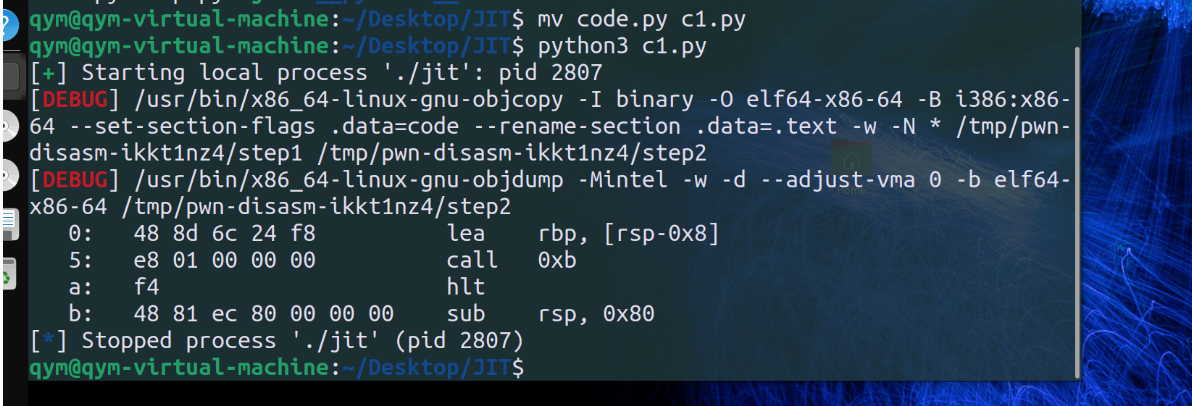 qym@qym-virtual-machine:~/Desktop/JIT$ mv code.py c1.py
qym@qym-virtual-machine:~/Desktop/JIT$ python3 c1.py
[+] Starting local process './jit': pid 2807
[DEBUG] /usr/bin/x86_64-linux-gnu-objcopy -I binary -O elf64-x86-64 -B i386:x86-
64 --set-section-flags .data=code --rename-section .data=.text -w -N * /tmp/pwn-
disasm-ikkt1nz4/step1 /tmp/pwn-disasm-ikkt1nz4/step2
[DEBUG] /usr/bin/x86_64-linux-gnu-objdump -Mintel -w -d --adjust-vma 0 -b elf64-
x86-64 /tmp/pwn-disasm-ikkt1nz4/step2
   0:   48 8d 6c 24 f8          lea    rbp, [rsp-0x8]
   5:   e8 01 00 00 00          call   0xb
   a:   f4                      hlt
   b:   48 81 ec 80 00 00 00    sub    rsp, 0x80
[*] Stopped process './jit' (pid 2807)
qym@qym-virtual-machine:~/Desktop/JIT$